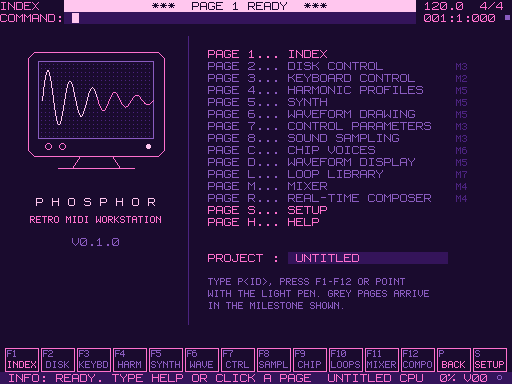 INDEX *** PAGE 1 READY *** 120.0 4/4
COMMAND: 001:1:000
PAGE 1... INDEX
PAGE 2... DISK CONTROL M3
PAGE 3... KEYBOARD CONTROL M2
PAGE 4... HARMONIC PROFILES M5
PAGE 5... SYNTH M5
PAGE 6... WAVEFORM DRAWING M5
PAGE 7... CONTROL PARAMETERS M3
PAGE 8... SOUND SAMPLING M3
PAGE C... CHIP VOICES M6
PAGE D... WAVEFORM DISPLAY M5
PAGE L... LOOP LIBRARY M7
PAGE M... MIXER M4
PAGE R... REAL-TIME COMPOSER M4
PAGE S... SETUP
PAGE H... HELP
PHOSPHOR
RETRO MIDI WORKSTATION
V0.1.0
PROJECT : UNTITLED
TYPE P(ID), PRESS F1-F12 OR POINT
WITH THE LIGHT PEN. GREY PAGES ARRIVE
IN THE MILESTONE SHOWN.
F1 F2 F3 F4 F5 F6 F7 F8 F9 F10 F11 F12 P S
INDEX DISK KEYBD HARM SYNTH WAVE CTRL SAMPL CHIP LOOPS MIXER COMPO BACK SETUP
INFO: READY. TYPE HELP OR CLICK A PAGE UNTITLED CPU 0% V00